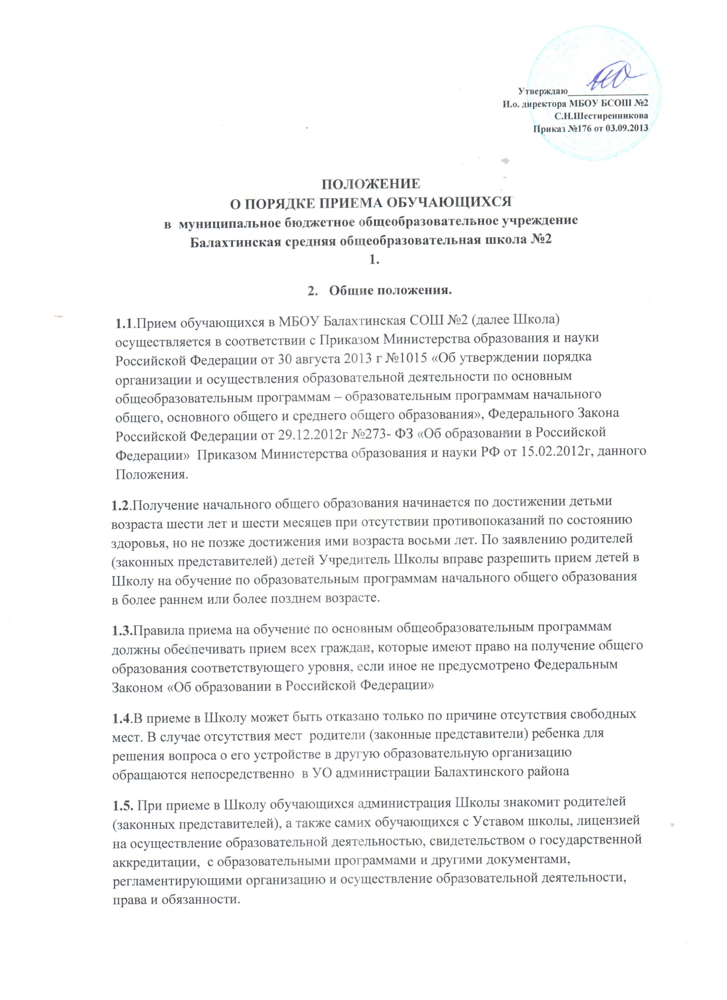 Утверждаю
И.о. директора МБОУ БСОШ №2
С.Н.Шестиренникова
Приказ №176 от 03.09.2013
ПОЛОЖЕНИЕ
О ПОРЯДКЕ ПРИЕМА ОБУЧАЮЩИХСЯ
в муниципальное бюджетное общеобразовательное учреждение
Балахтинская средняя общеобразовательная школа №2
1.
2. Общие положения.
1.1.Прием обучающихся в МБОУ Балахтинская СОШ №2 (далее Школа)
осуществляется в соответствии с Приказом Министерства образования и науки
Российской Федерации от 30 августа 2013 г №1015 «Об утверждении порядка
организации и осуществления образовательной деятельности по основным
общеобразовательным программам – образовательным программам начального
общего, основного общего и среднего общего образования», Федерального Закона
Российской Федерации от 29.12.2012г №273- ФЗ «Об образовании в Российской
Федерации» Приказом Министерства образования и науки РФ от 15.02.2012г, данного
Положения.
1.2.Получение начального общего образования начинается по достижении детьми
возраста шести лет и шести месяцев при отсутствии противопоказаний по состоянию
здоровья, но не позже достижения ими возраста восьми лет. По заявлению родителей
(законных представителей) детей Учредитель Школы вправе разрешить прием детей в
Школу на обучение по образовательным программам начального общего образования
в более раннем или более позднем возрасте.
1.3.Правила приема на обучение по основным общеобразовательным программам
должны обеспечивать прием всех граждан, которые имеют право на получение общего
образования соответствующего уровня, если иное не предусмотрено Федеральным
Законом «Об образовании в Российской Федерации»
1.4.В приеме в Школу может быть отказано только по причине отсутствия свободных
мест. В случае отсутствия мест родители (законные представители) ребенка для
решения вопроса о его устройстве в другую образовательную организацию
обращаются непосредственно в УО администрации Балахтинского района
1.5. При приеме в Школу обучающихся администрация Школы знакомит родителей
(законных представителей), а также самих обучающихся с Уставом школы, лицензией
на осуществление образовательной деятельностью, свидетельством о государственной
аккредитации, с образовательными программами и другими документами,
регламентирующими организацию и осуществление образовательной деятельности,
права и обязанности.